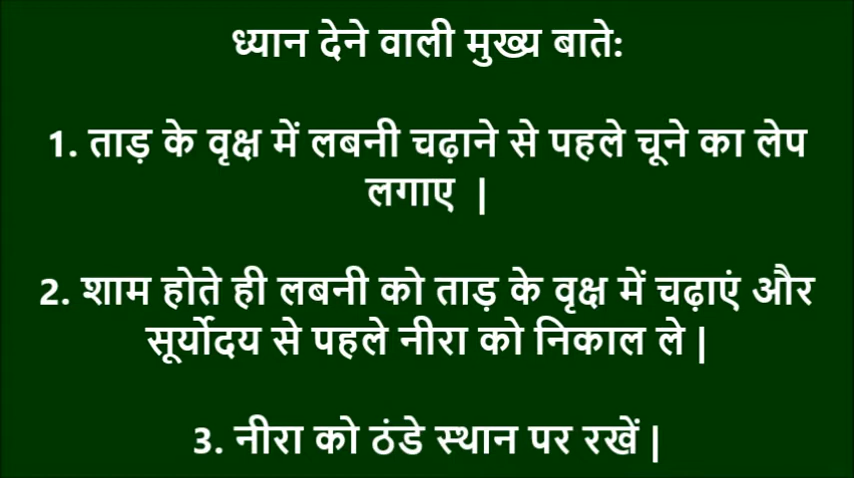 ध्यान देने वाली मुख्य बाते:
1. ताड़ के वृक्ष में लबनी चढ़ाने से पहले चूने का लेप
लगाए |
2. शाम होते ही लबनी को ताड़ के वृक्ष में चढ़ाएं और
सूर्योदय से पहले नीरा को निकाल ले |
3. नीरा को ठंडे स्थान पर रखें |